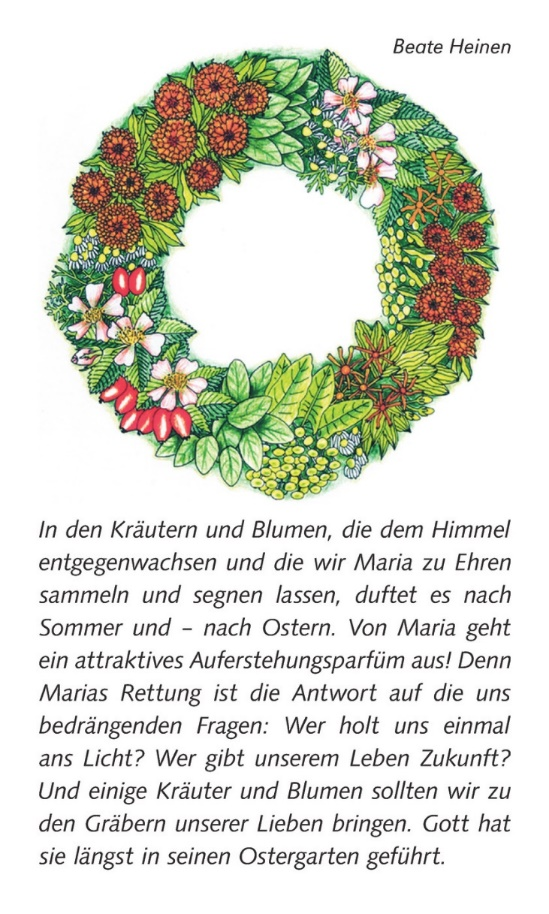 Beate Heinen
In den Kräutern und Blumen, die dem Himmel
entgegenwachsen und die wir Maria zu Ehren
sammeln und segnen lassen, duftet es nach
Sommer und – nach Ostern. Von Maria geht
ein attraktives Auferstehungsparfüm aus! Denn
Marias Rettung ist die Antwort auf die uns
bedrängenden Fragen: Wer holt uns einmal
ans Licht? Wer gibt unserem Leben Zukunft?
Und einige Kräuter und Blumen sollten wir zu
den Gräbern unserer Lieben bringen. Gott hat
sie längst in seinen Ostergarten geführt.